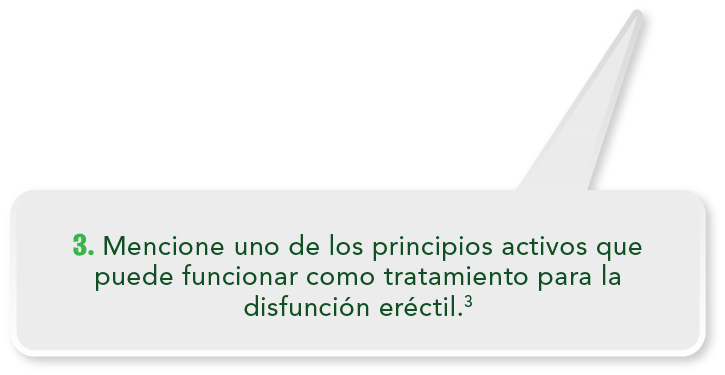 3. Mencione uno de los principios activos que
puede funcionar como tratamiento para la
disfunción eréctil.³